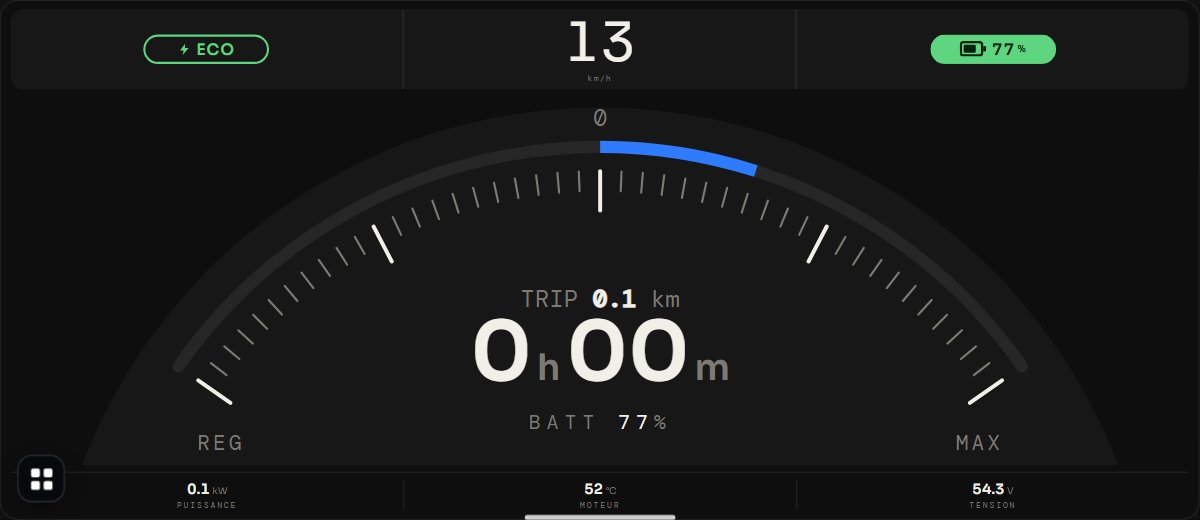 ECO
13
km/h
77%
0
TRIP 0.1 km
0h00m
BATT 77%
REG
MAX
0.1 kW
PUISSANCE
52 °C
MOTEUR
54.3 V
TENSION